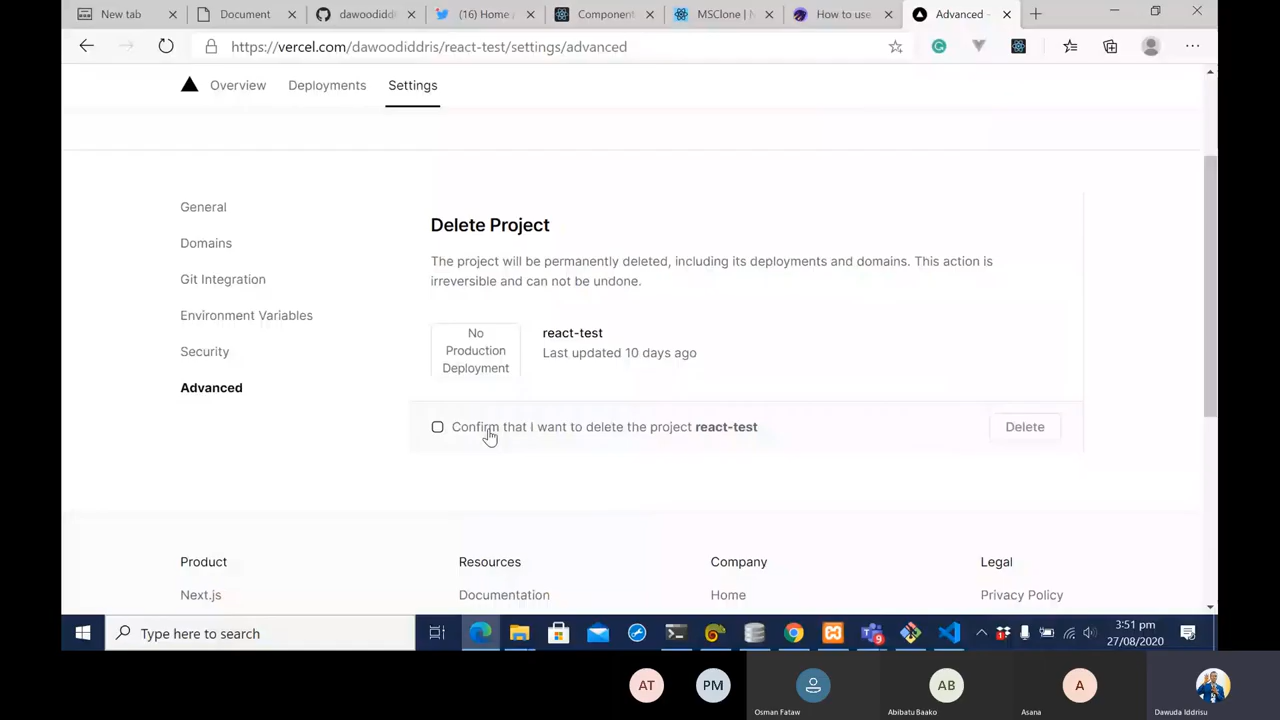 New tab
Document
dawoodiddr
(16) Home /
Component
MSClone | N
How to use
Advanced -
https://vercel.com/dawoodiddris/react-test/settings/advanced
Overview
Deployments
Settings
General
Domains
Git Integration
Environment Variables
Security
Advanced
Delete Project
The project will be permanently deleted, including its deployments and domains. This action is
irreversible and can not be undone.
No
Production
Deployment
react-test
Last updated 10 days ago
Confirm that I want to delete the project react-test
Delete
Product
Resources
Company
Legal
Next.js
Documentation
Home
Privacy Policy
Type here to search
9
3:51 pm
27/08/2020
AT
PM
AB
A
Osman Fataw
Abibatu Baako
Asana
Dawuda Iddrisu